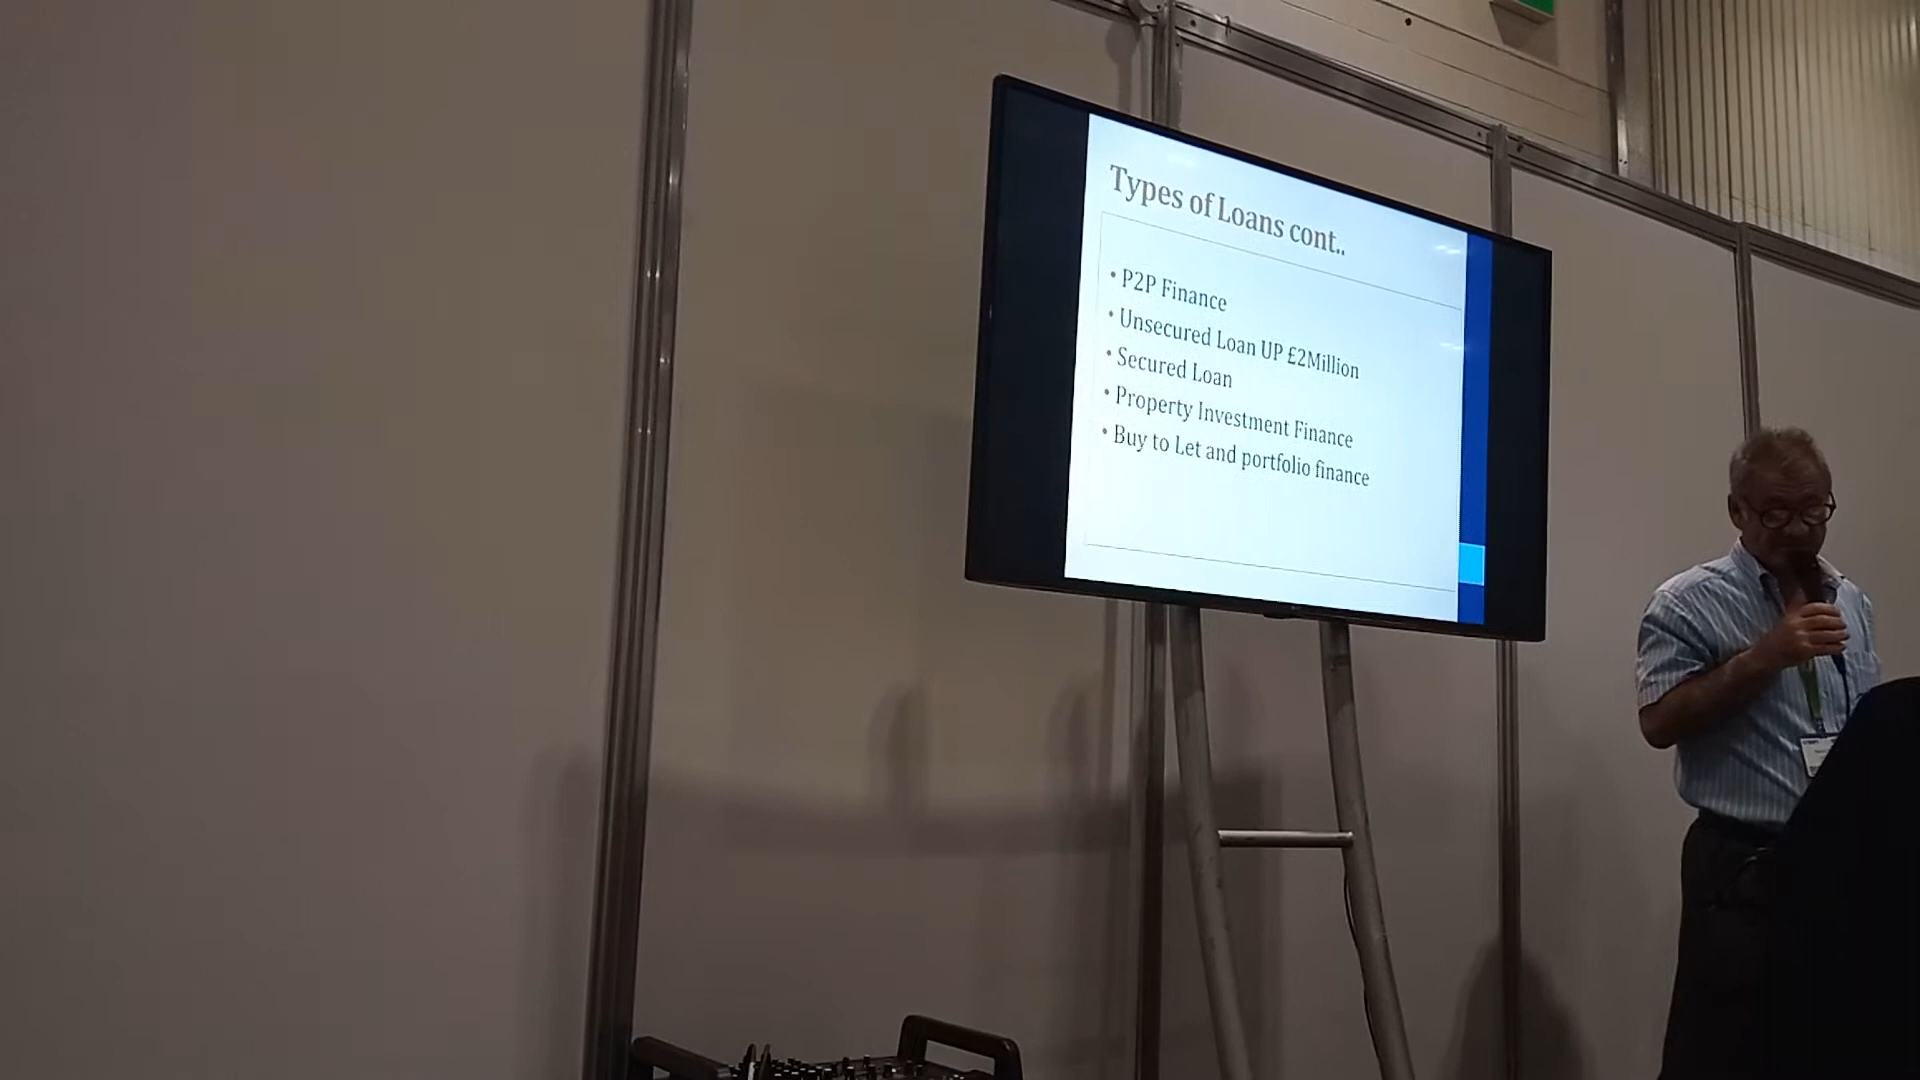 Types of Loans cont..
• P2P Finance
• Unsecured Loan UP £2Million
• Secured Loan
• Property Investment Finance
• Buy to Let and portfolio finance